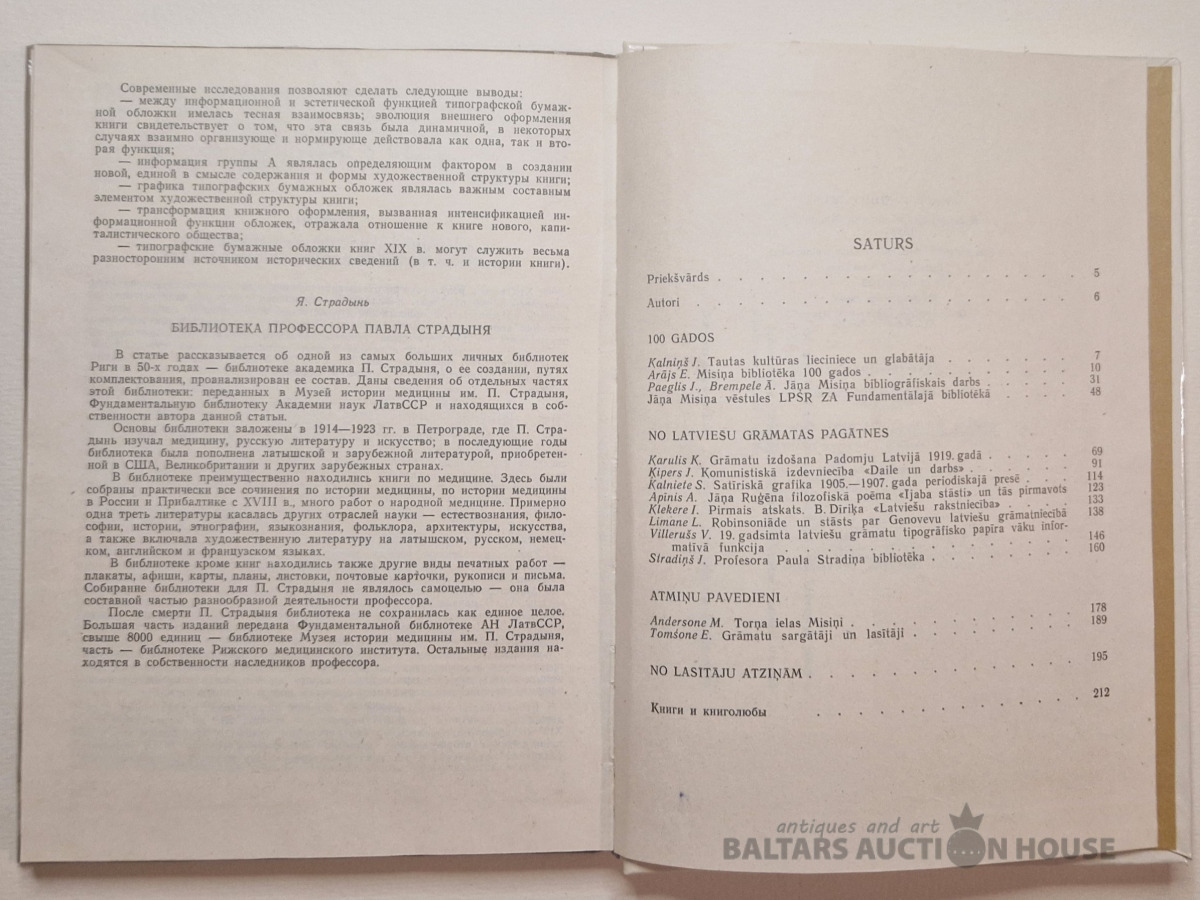 Современные исследования позволяют сделать следующие выводы:
— между информационной и эстетической функцией типографской бумаж-
ной обложки имелась тесная взаимосвязь; эволюция внешнего оформления
книги свидетельствует о том, что эта связь была динамичной, в некоторых
случаях взаимно организующе и нормирующе действовала как одна, так и вто-
рая функция;
— информация группы А являлась определяющим фактором в создании
новой, единой в смысле содержания и формы художественной структуры книги;
— графика типографских бумажных обложек являлась важным составным
элементом художественной структуры книги;
— трансформация книжного оформления, вызванная интенсификацией ин-
формационной функции обложек, отражала отношение к книге нового, капи-
талистического общества;
— типографские бумажные обложки книг XIX в. могут служить весьма
разносторонним источником исторических сведений (в т. ч. и истории книги).
Я. Страдынь
БИБЛИОТЕКА ПРОФЕССОРА ПАВЛА СТРАДЫНЯ
В статье рассказывается об одной из самых больших личных библиотек
Риги в 50-х годах — библиотеке академика П. Страдыня, о ее создании, путях
комплектования, проанализирован ее состав. Даны сведения об отдельных частях
этой библиотеки: переданных в Музей истории медицины им. П. Страдыня,
Фундаментальную библиотеку Академии наук ЛатвССР и находящихся в соб-
ственности автора данной статьи.
Основы библиотеки заложены в 1914—1923 гг. в Петрограде, где П. Стра-
дынь изучал медицину, русскую литературу и искусство; в последующие годы
библиотека была пополнена латышской и зарубежной литературой, приобретен-
ной в США, Великобритании и других зарубежных странах.
В библиотеке преимущественно находились книги по медицине. Здесь были
собраны практически все сочинения по истории медицины, по истории медицины
в России и Прибалтике с XVIII в., много работ о народной медицине. Примерно
одна треть литературы касалась других отраслей науки — естествознания, фило-
софии, истории, этнографии, языкознания, фольклора, архитектуры, искусства,
а также включала художественную литературу на латышском, русском, немец-
ком, английском и французском языках.
В библиотеке кроме книг находились также другие виды печатных работ —
плакаты, афиши, карты, планы, листовки, почтовые карточки, рукописи и письма.
Собирание библиотеки для П. Страдыня не являлось самоцелью — она была
составной частью разнообразной деятельности профессора.
После смерти П. Страдыня библиотека не сохранилась как единое целое.
Большая часть изданий передана Фундаментальной библиотеке АН ЛатвССР,
свыше 8000 единиц — библиотеке Музея истории медицины им. П. Страдыня,
часть — библиотеке Рижского медицинского института. Остальные издания на-
ходятся в собственности наследников профессора.
SATURS
Priekšvārds . . . . . . . . . . . . . . . . . 5
Autori . . . . . . . . . . . . . . . . . . 6
100 GADOS
Kalniņš J. Tautas kultūras lieciniece un glabātāja . . . . . . . 7
Arājs E. Misiņa bibliotēka 100 gados . . . . . . . . . . 10
Paeglis J., Brempele Ā. Jāņa Misiņa bibliogrāfiskais darbs . . . . . 31
Jāņa Misiņa vēstules LPSR ZA Fundamentālajā bibliotēkā . . . . . 48
NO LATVIEŠU GRĀMATAS PAGĀTNES
Karulis K. Grāmatu izdošana Padomju Latvijā 1919. gadā . . . . . 69
Ķipers J. Komunistiskā izdevniecība «Daile un darbs» . . . . . . 91
Kalniete S. Satīriskā grafika 1905.—1907. gada periodiskajā presē . . . 114
Apinis A. Jāņa Ruģēna filozofiskā poēma «Ijaba stāsti» un tās pirmavots 123
Klekere I. Pirmais atskats. B. Dīriķa «Latviešu rakstniecība» . . . . . 133
Limane L. Robinsoniāde un stāsts par Genovevu latviešu grāmatniecībā 138
Villerušs V. 19. gadsimta latviešu grāmatu tipogrāfisko papīra vāku infor-
matīvā funkcija . . . . . . . . . . . . . . 146
Stradiņš J. Profesora Paula Stradiņa bibliotēka . . . . . . . . 160
ATMIŅU PAVEDIENI
Andersone M. Torņa ielas Misiņi . . . . . . . . . . . 178
Tomšone E. Grāmatu sargātāji un lasītāji . . . . . . . . . 189
NO LASĪTĀJU ATZIŅĀM . . . . . . . . . . . . . 195
Книги и книголюбы . . . . . . . . . . . . . 212
antiques and art
BALTARS AUCTION HOUSE